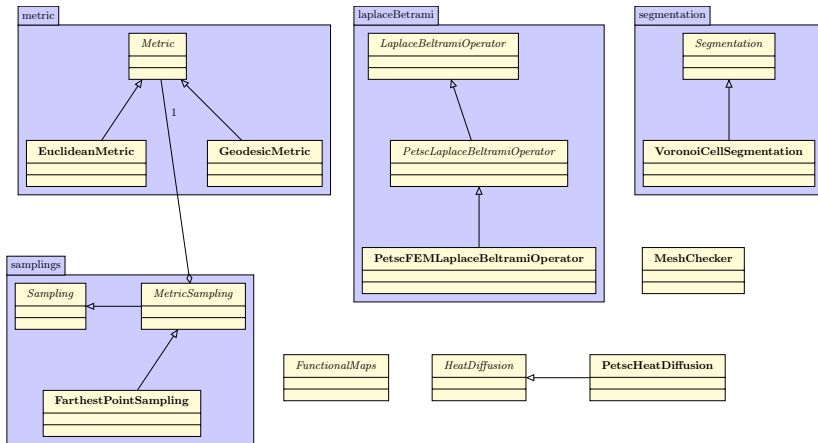 metric
laplaceBetrami
segmentation
Metric
LaplaceBeltramiOperator
Segmentation
1
EuclideanMetric
GeodesicMetric
PetscLaplaceBeltramiOperator
VoronoiCellSegmentation
samplings
PetscFEMLaplaceBeltramiOperator
MeshChecker
Sampling
MetricSampling
FunctionalMaps
HeatDiffusion
PetscHeatDiffusion
FarthestPointSampling